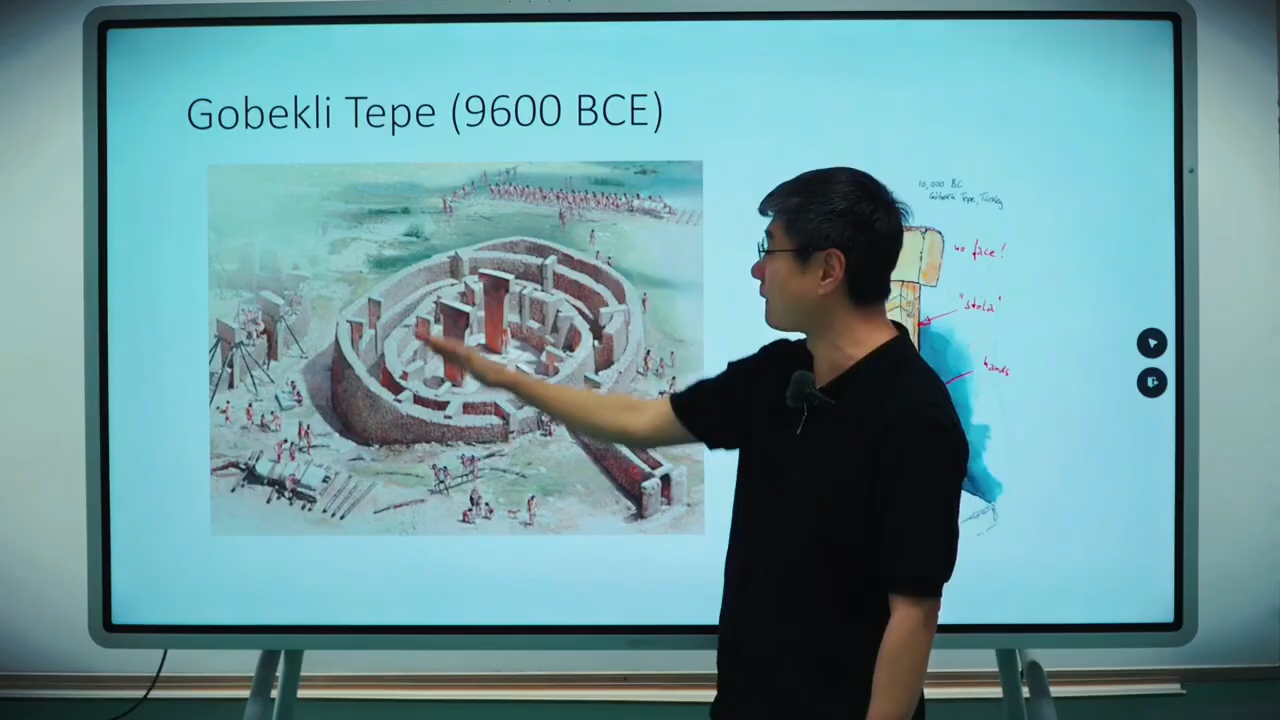 Gobekli Tepe (9600 BCE)
10,000 BC
Göbekli Tepe, Turkey
no face!
"stola"
hands